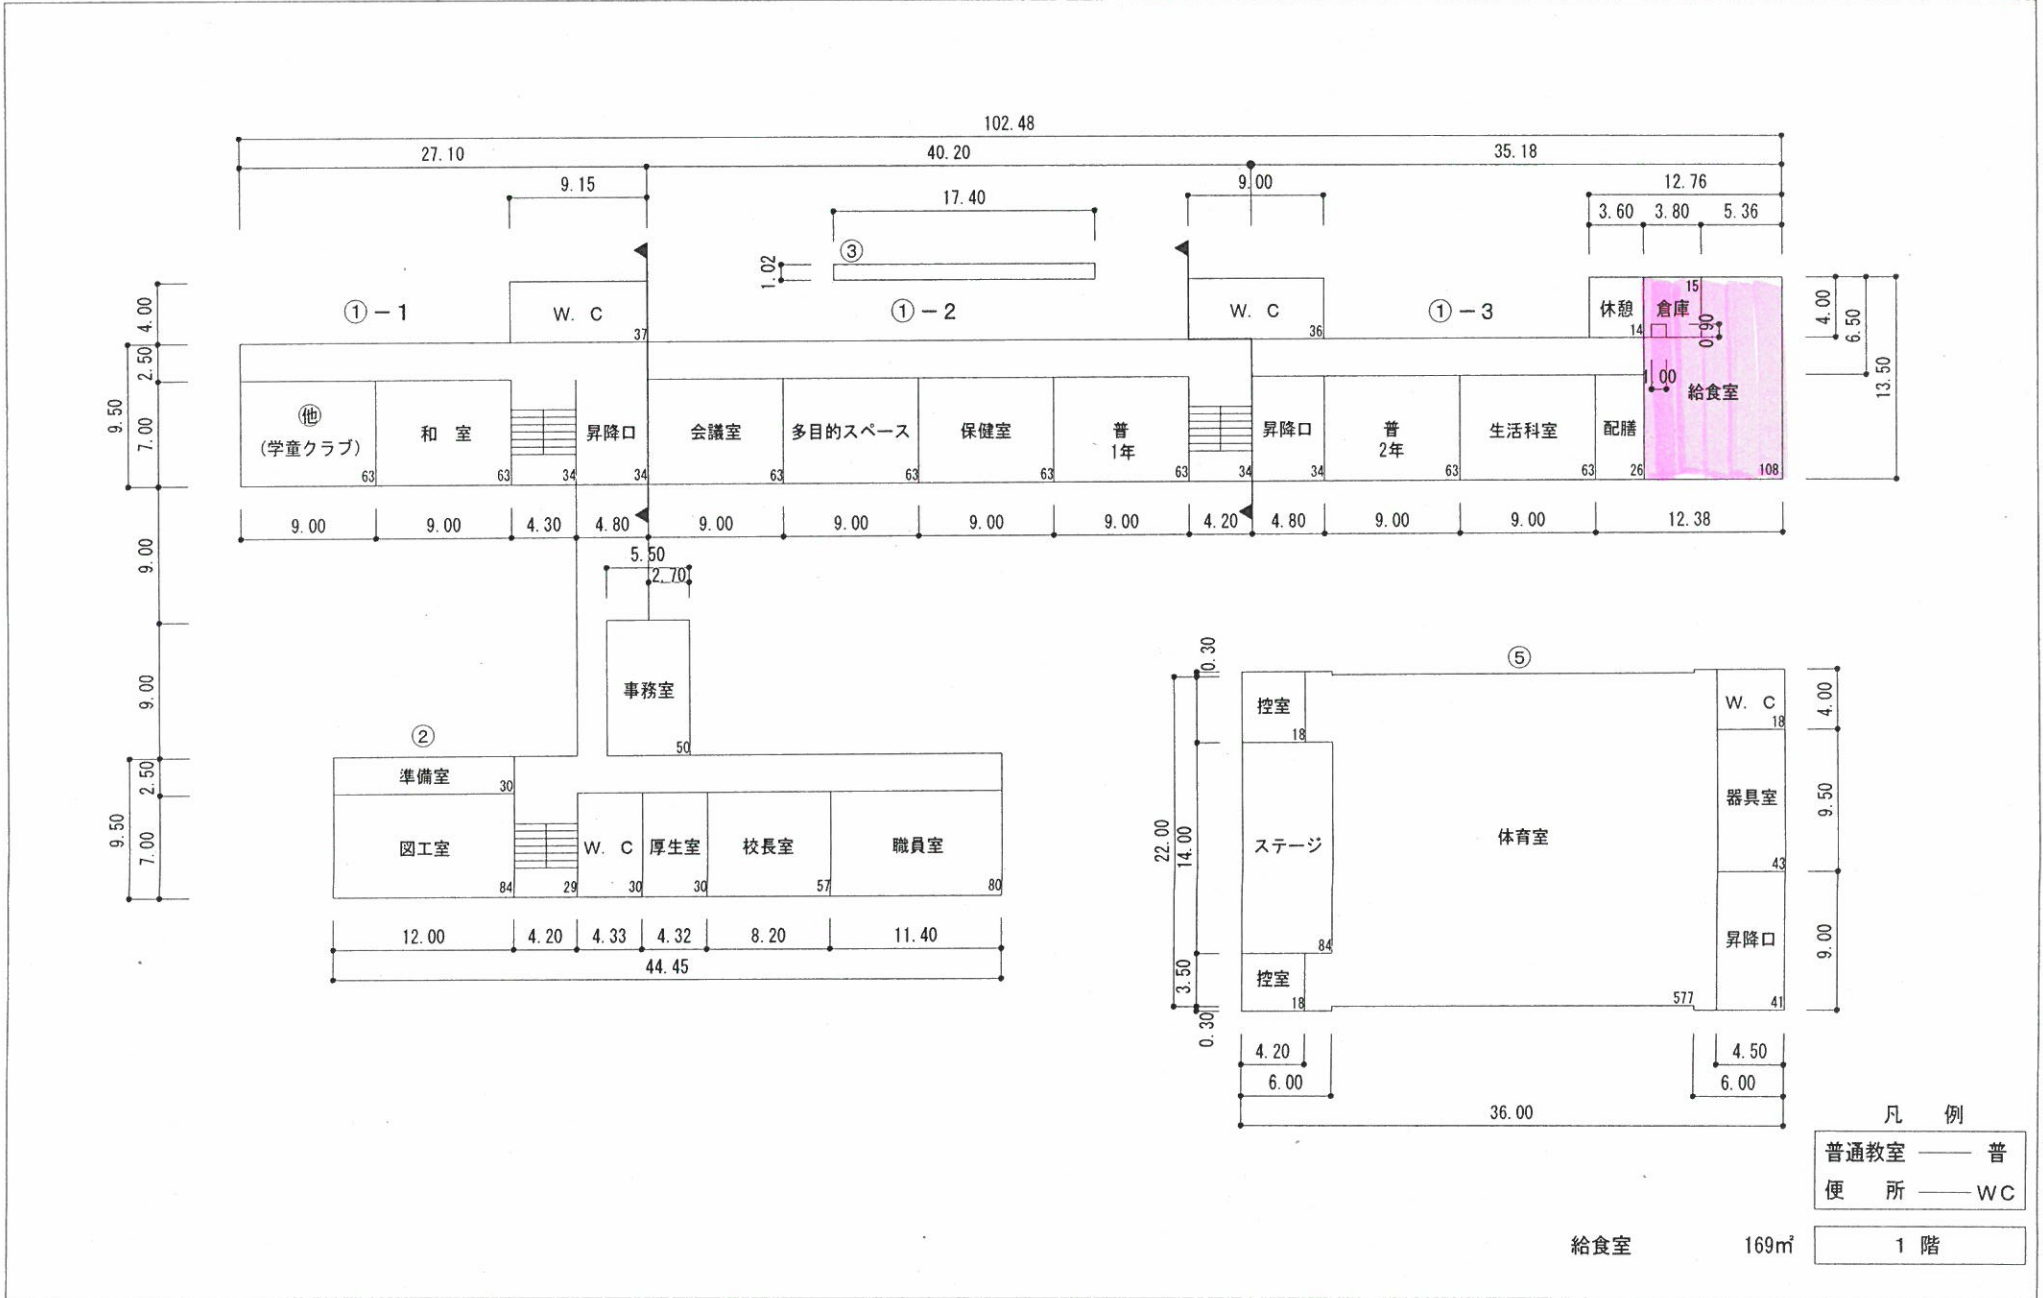 102.48
27.10 40.20 35.18
9.15 9.00 12.76
17.40 3.60 3.80 5.36
③
1.02
①－1 W. C 37 ①－2 W. C 36 ①－3 休憩 14 倉庫 15 0.90
4.00 6.50 13.50
4.00 2.50 7.00 9.50
1.00
㊀他 (学童クラブ) 63
和 室 63
34
昇降口 34
会議室 63
多目的スペース 63
保健室 63
普 1年 63
34
昇降口 34
普 2年 63
生活科室 63
配膳 26
給食室 108
9.00 9.00 4.30 4.80 9.00 9.00 9.00 9.00 4.20 4.80 9.00 9.00 12.38
9.00
5.50
2.70
9.00
事務室 50
②
準備室 30
2.50 7.00 9.50
図工室 84
29
W. C 30
厚生室 30
校長室 57
職員室 80
12.00 4.20 4.33 4.32 8.20 11.40
44.45
⑤
0.30
控室 18
W. C 18
4.00
22.00 14.00
ステージ 84
体育室 577
器具室 43
9.50
3.50
控室 18
昇降口 41
9.00
0.30
4.20 4.50
6.00 6.00
36.00
凡 例
普通教室 —— 普
便 所 —— WC
給食室 169㎡ 1 階